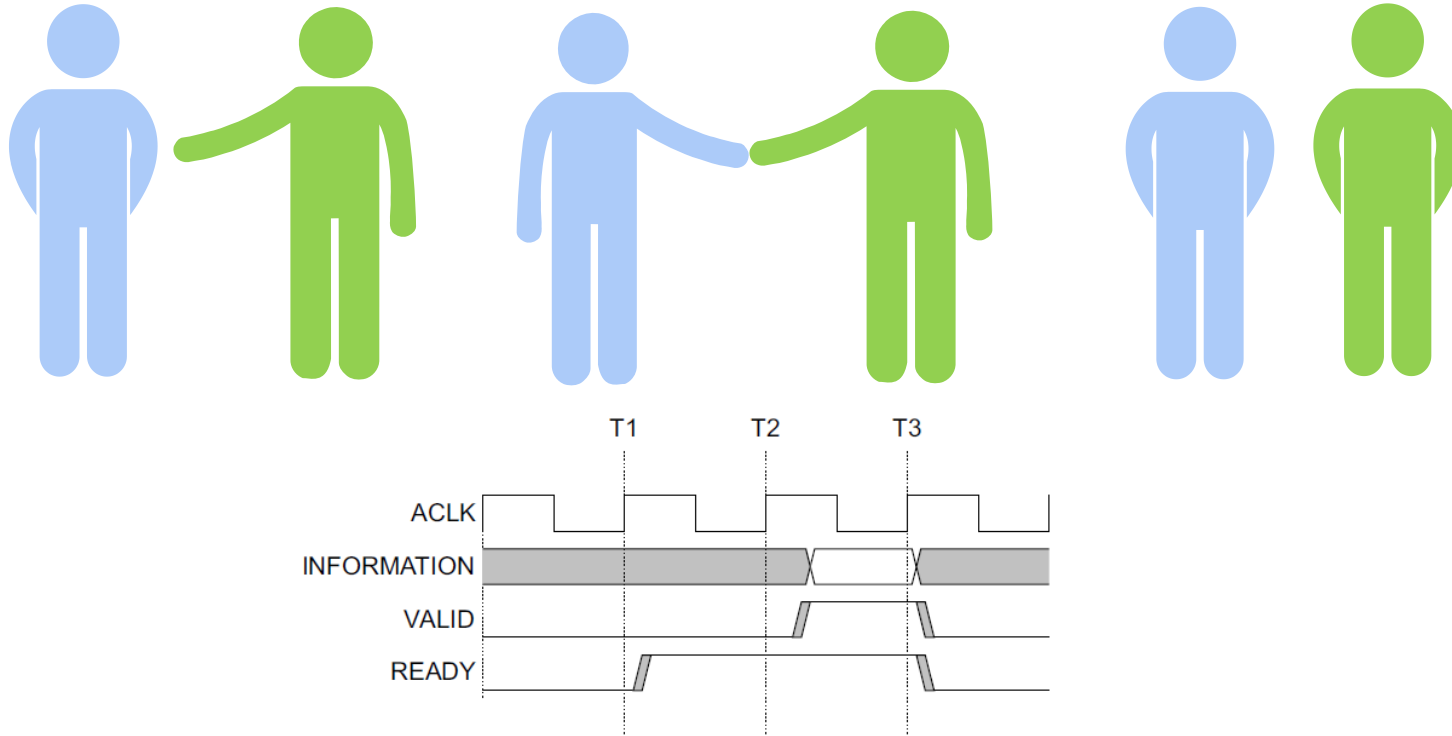 T1 T2 T3
ACLK
INFORMATION
VALID
READY